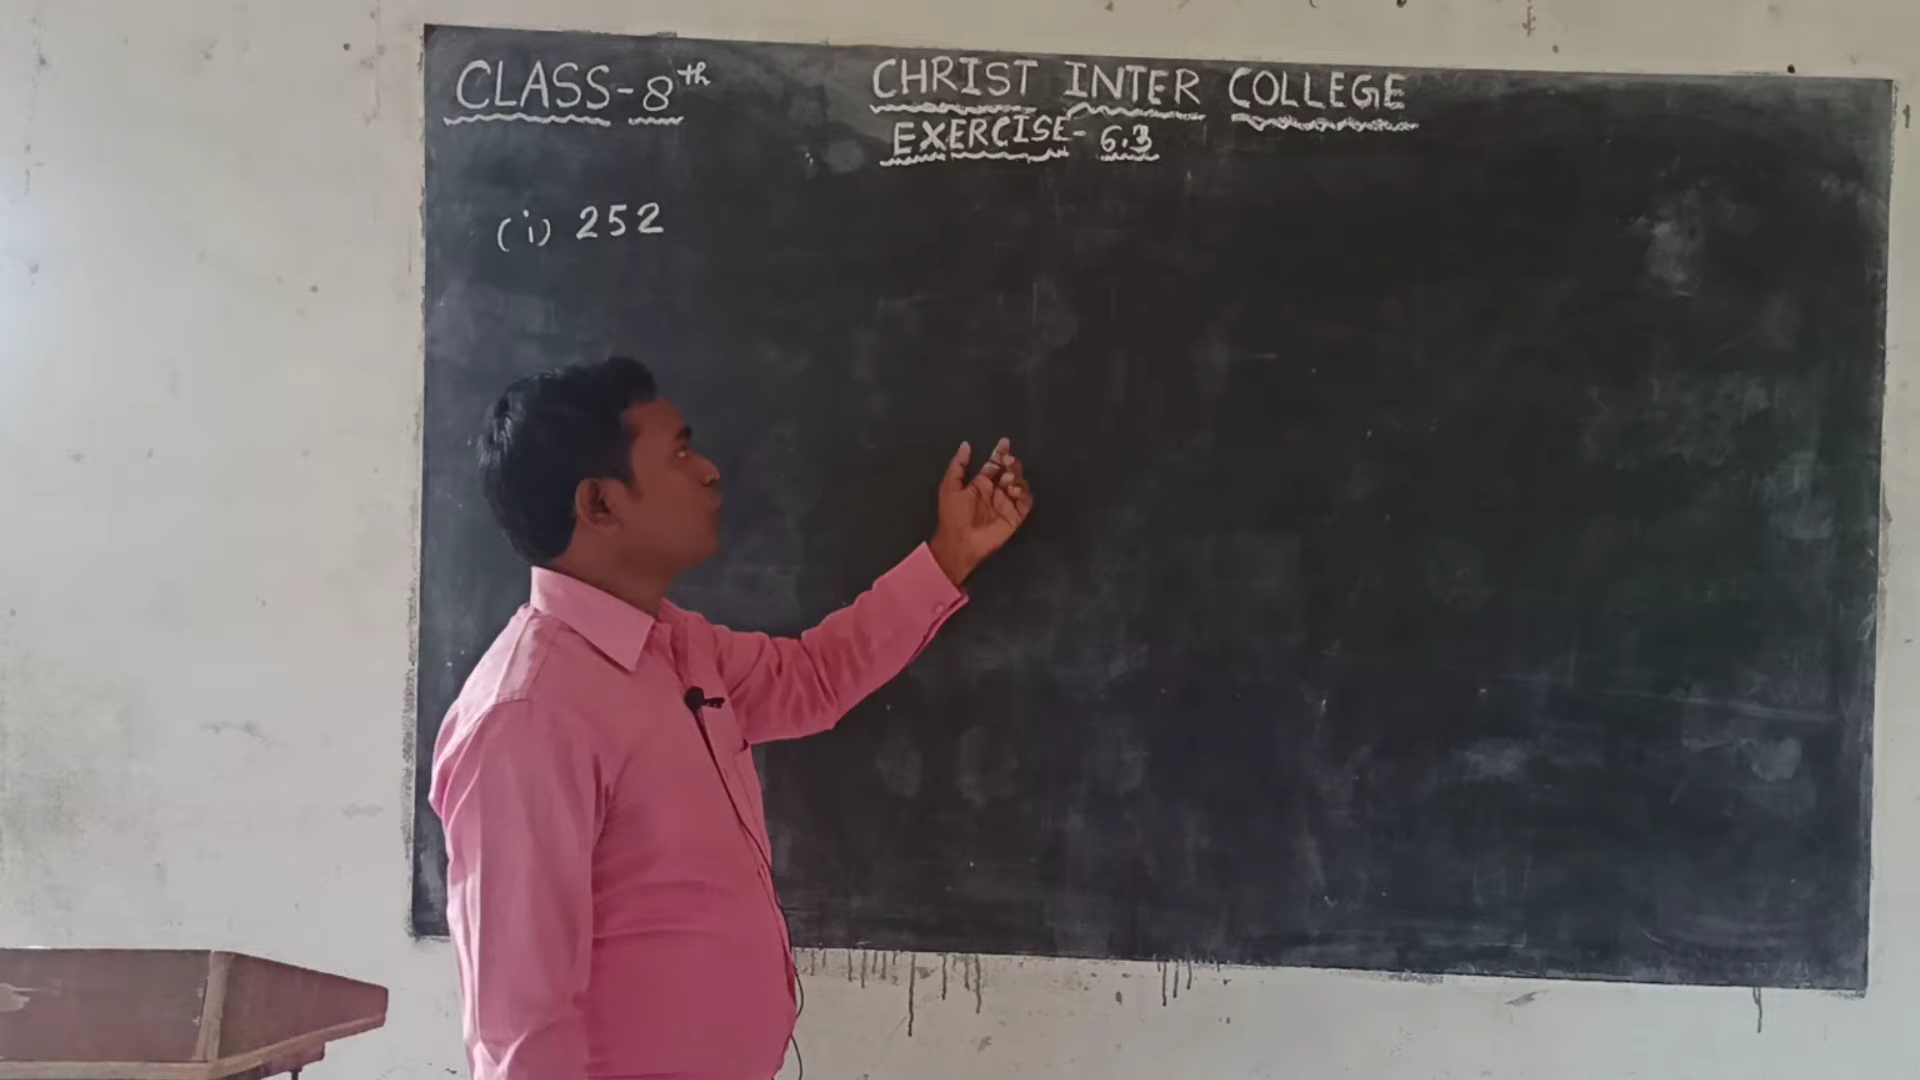 CLASS-8th
CHRIST INTER COLLEGE
EXERCISE- 6.3
(i) 252